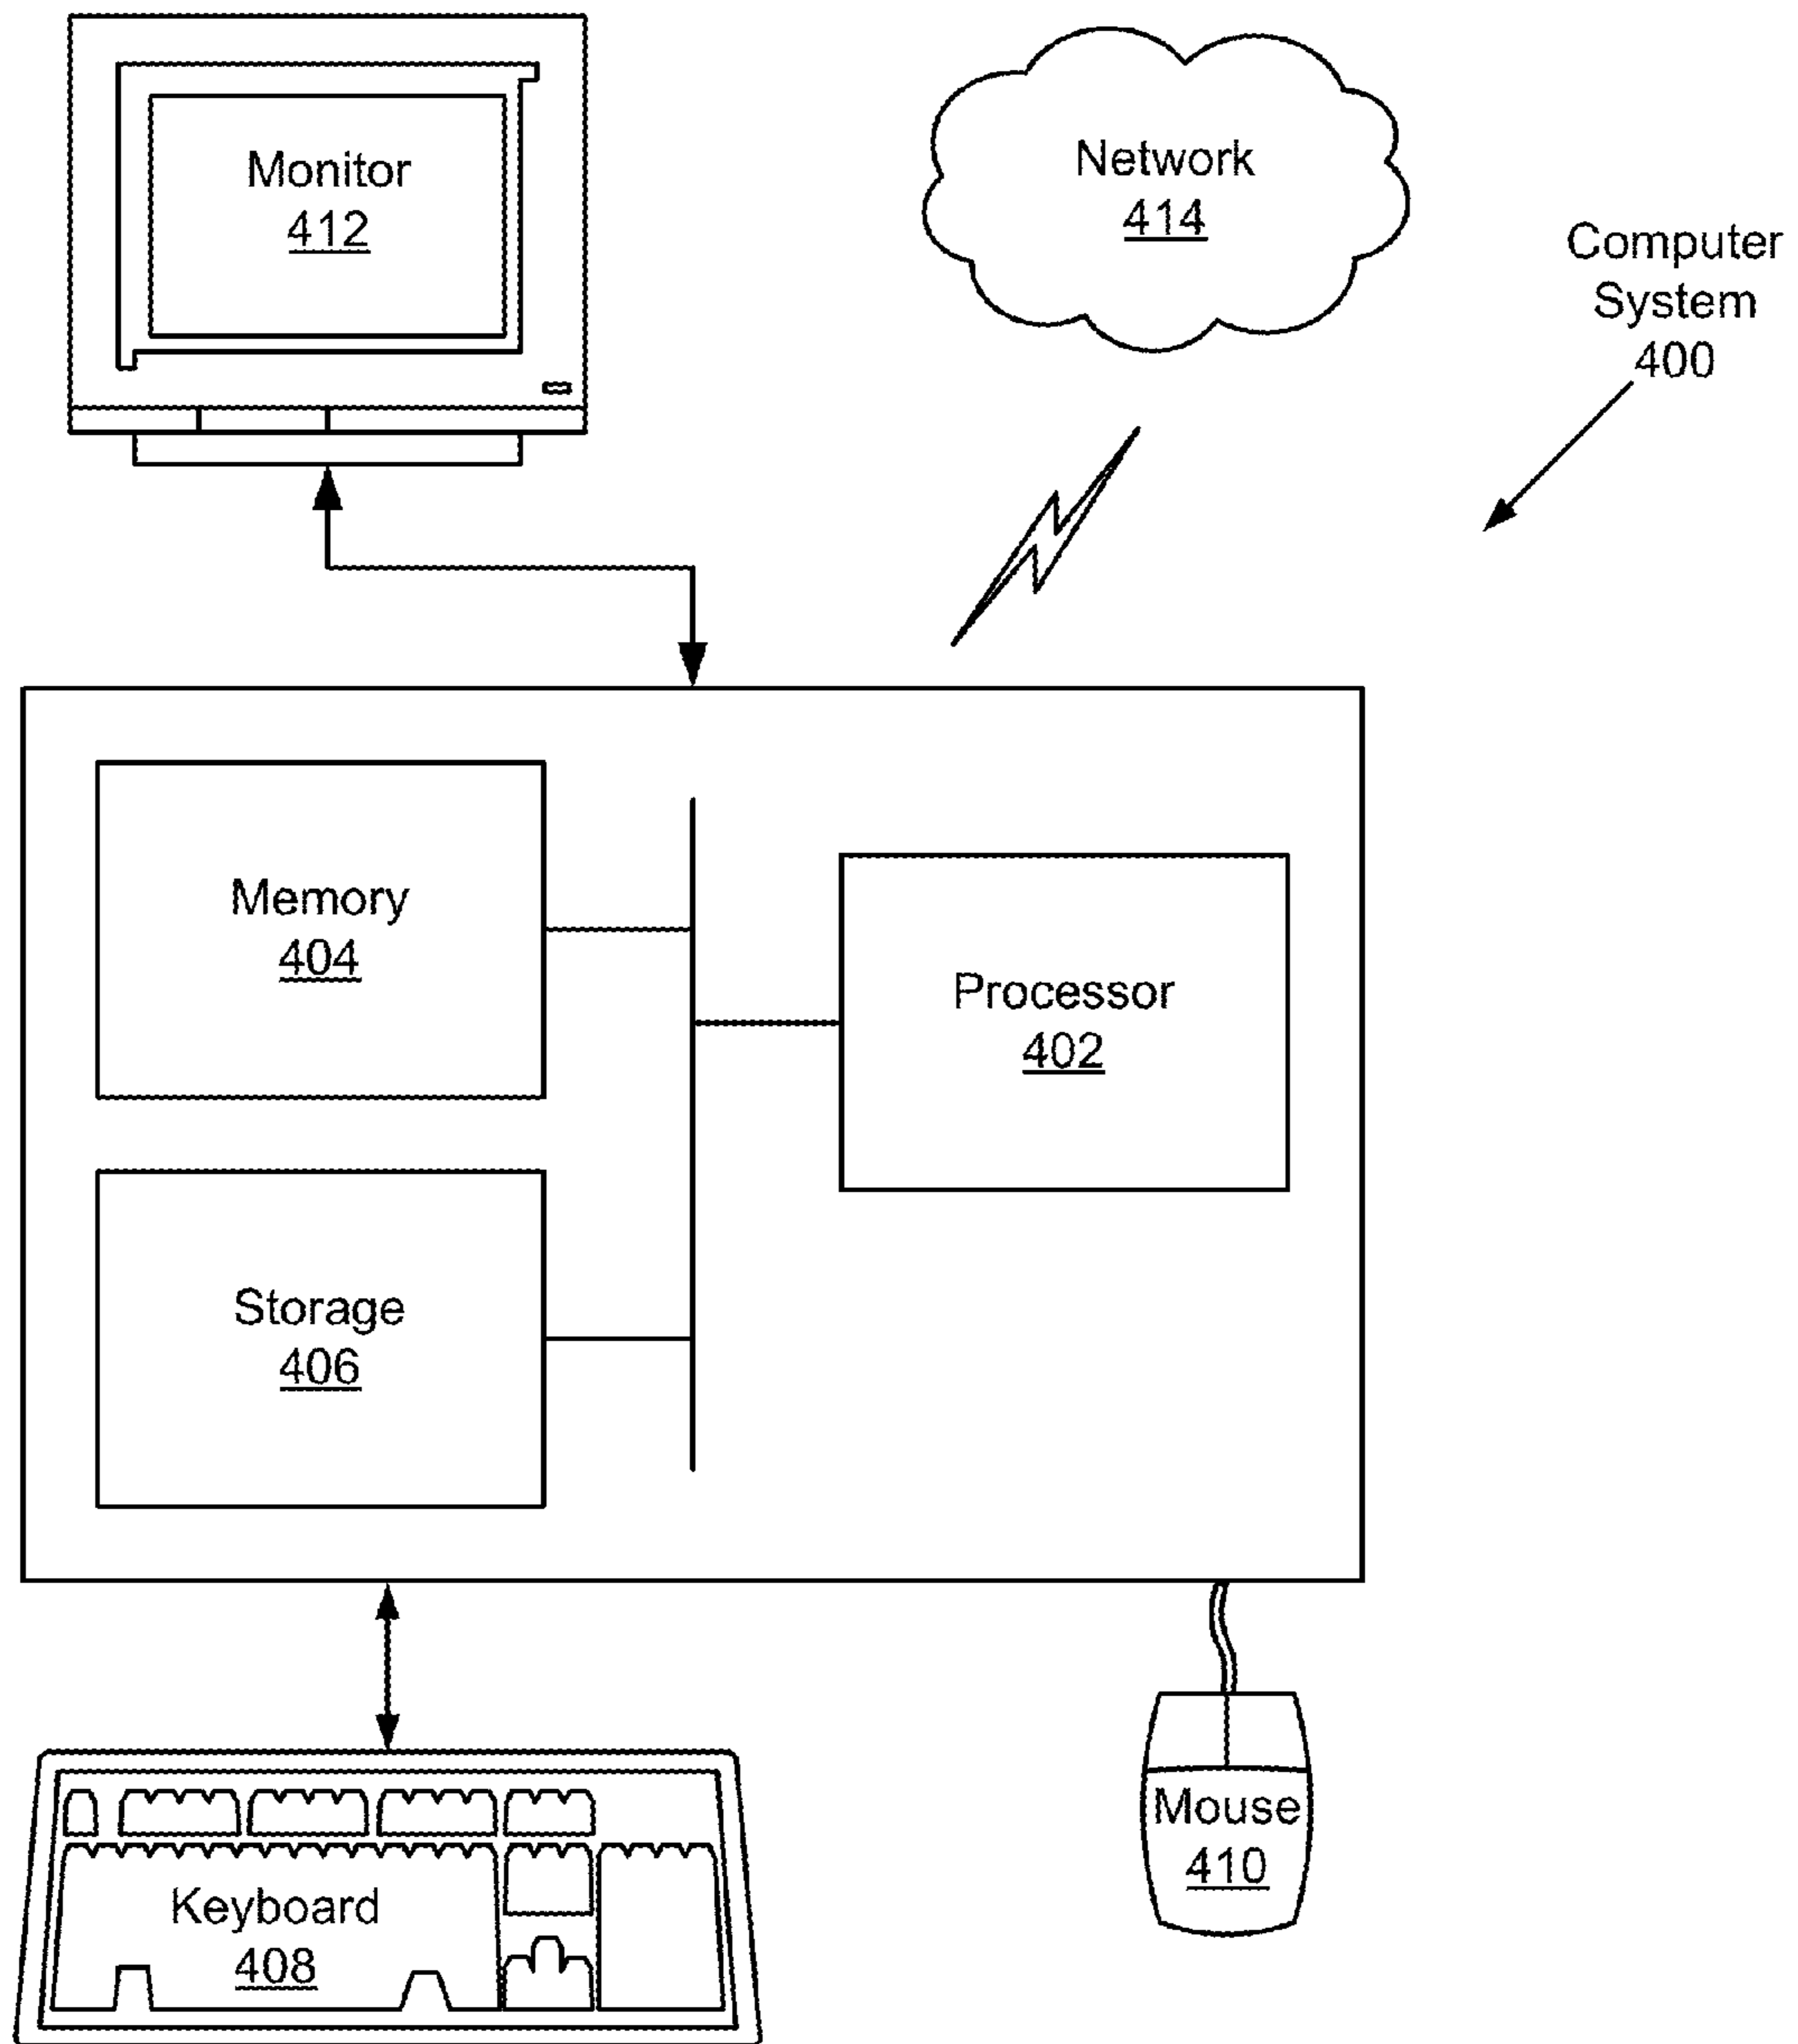 Monitor
412
Network
414
Computer
System
400
Memory
404
Processor
402
Storage
406
Mouse
410
Keyboard
408